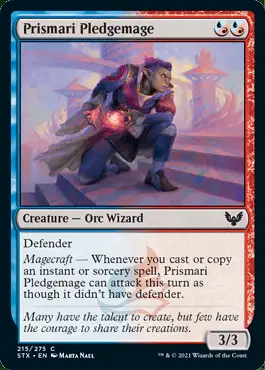 Prismari Pledgemage
Creature — Orc Wizard
Defender
Magecraft — Whenever you cast or copy
an instant or sorcery spell, Prismari
Pledgemage can attack this turn as
though it didn't have defender.
Many have the talent to create, but few have
the courage to share their creations.
3/3
215/275 C
STX • EN Marta Nael
™ & © 2021 Wizards of the Coast